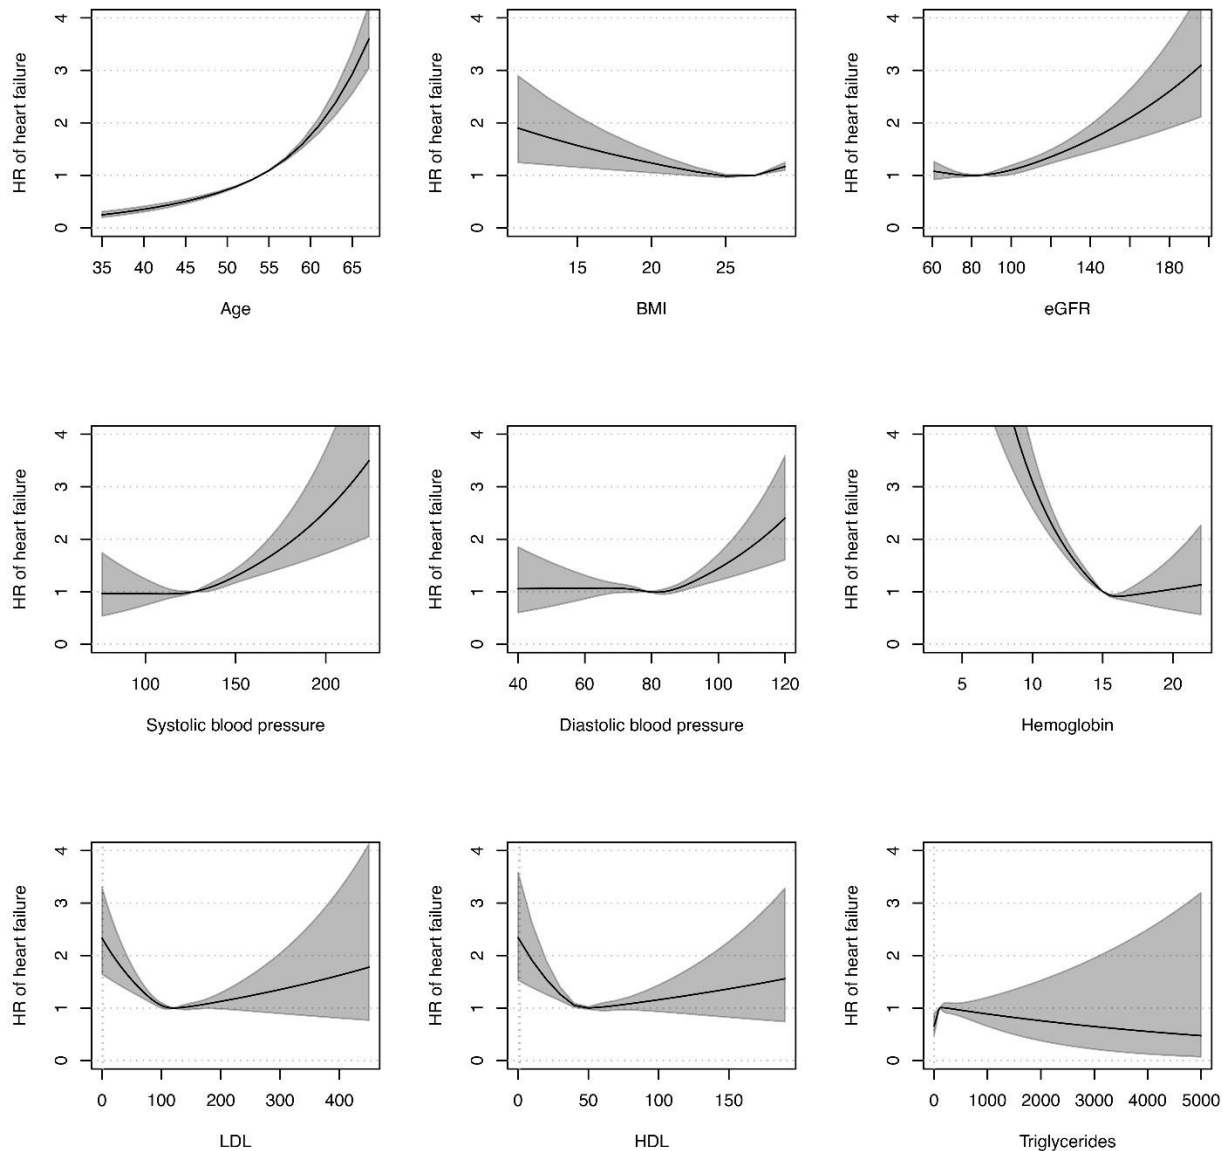 HR of heart failure
4
3
2
1
0
35 40 45 50 55 60 65
Age
HR of heart failure
4
3
2
1
0
15 20 25
BMI
HR of heart failure
4
3
2
1
0
60 80 100 140 180
eGFR
HR of heart failure
4
3
2
1
0
100 150 200
Systolic blood pressure
HR of heart failure
4
3
2
1
0
40 60 80 100 120
Diastolic blood pressure
HR of heart failure
4
3
2
1
0
5 10 15 20
Hemoglobin
HR of heart failure
4
3
2
1
0
0 100 200 300 400
LDL
HR of heart failure
4
3
2
1
0
0 50 100 150
HDL
HR of heart failure
4
3
2
1
0
0 1000 2000 3000 4000 5000
Triglycerides